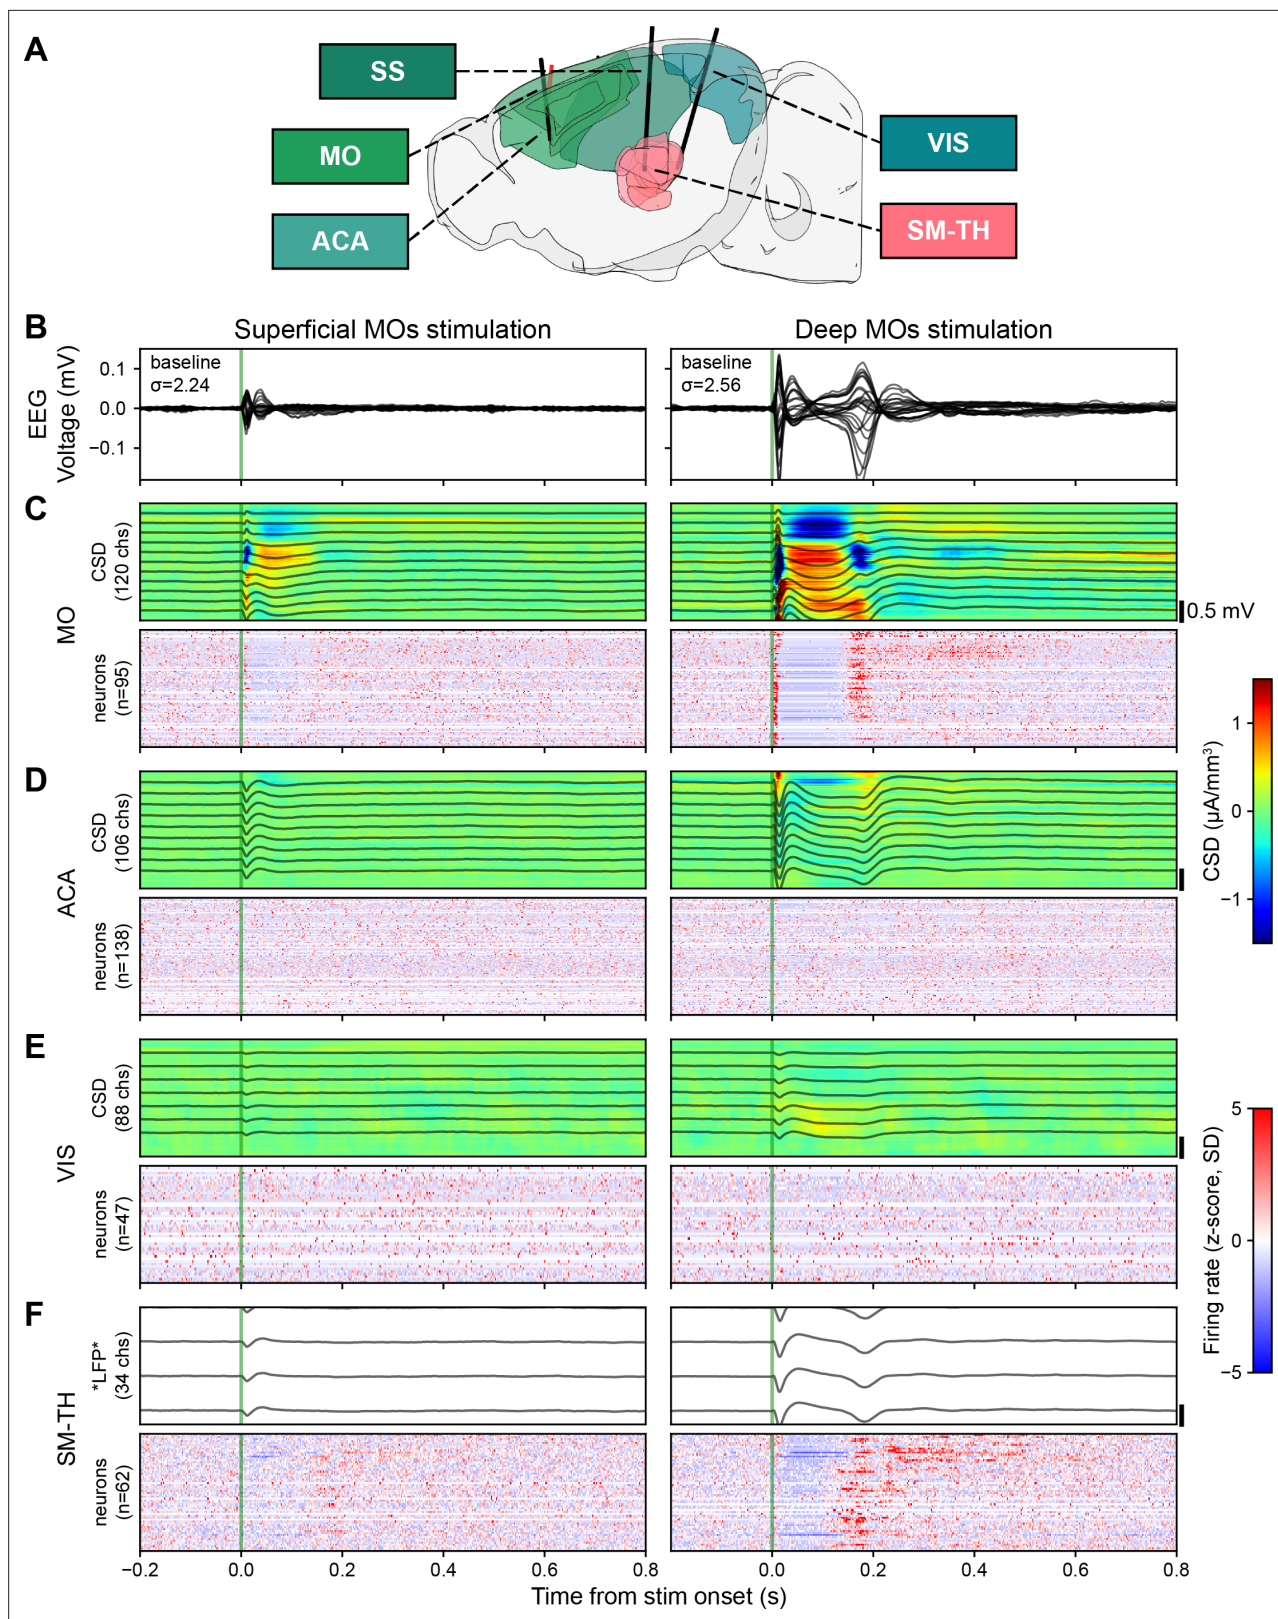 A
SS
MO
ACA
VIS
SM-TH
B
Superficial MOs stimulation
Deep MOs stimulation
EEG
Voltage (mV)
0.1
0.0
−0.1
baseline
σ=2.24
baseline
σ=2.56
C
MO
CSD
(120 chs)
0.5 mV
neurons
(n=95)
D
ACA
CSD
(106 chs)
neurons
(n=138)
CSD (μA/mm³)
1
0
−1
E
VIS
CSD
(88 chs)
neurons
(n=47)
Firing rate (z-score, SD)
5
0
−5
F
SM-TH
*LFP*
(34 chs)
neurons
(n=62)
−0.2 0.0 0.2 0.4 0.6 0.8
0.0 0.2 0.4 0.6 0.8
Time from stim onset (s)